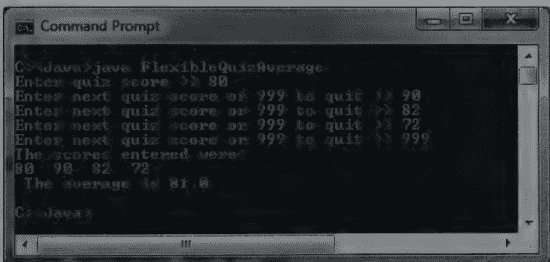 Command Prompt
C:\Java>java FlexibleQuizAverage
Enter quiz score >> 80
Enter next quiz score or 999 to quit >> 90
Enter next quiz score or 999 to quit >> 82
Enter next quiz score or 999 to quit >> 72
Enter next quiz score or 999 to quit >> 999
The scores entered were
80 90 82 72
The average is 81.0
C:\Java>